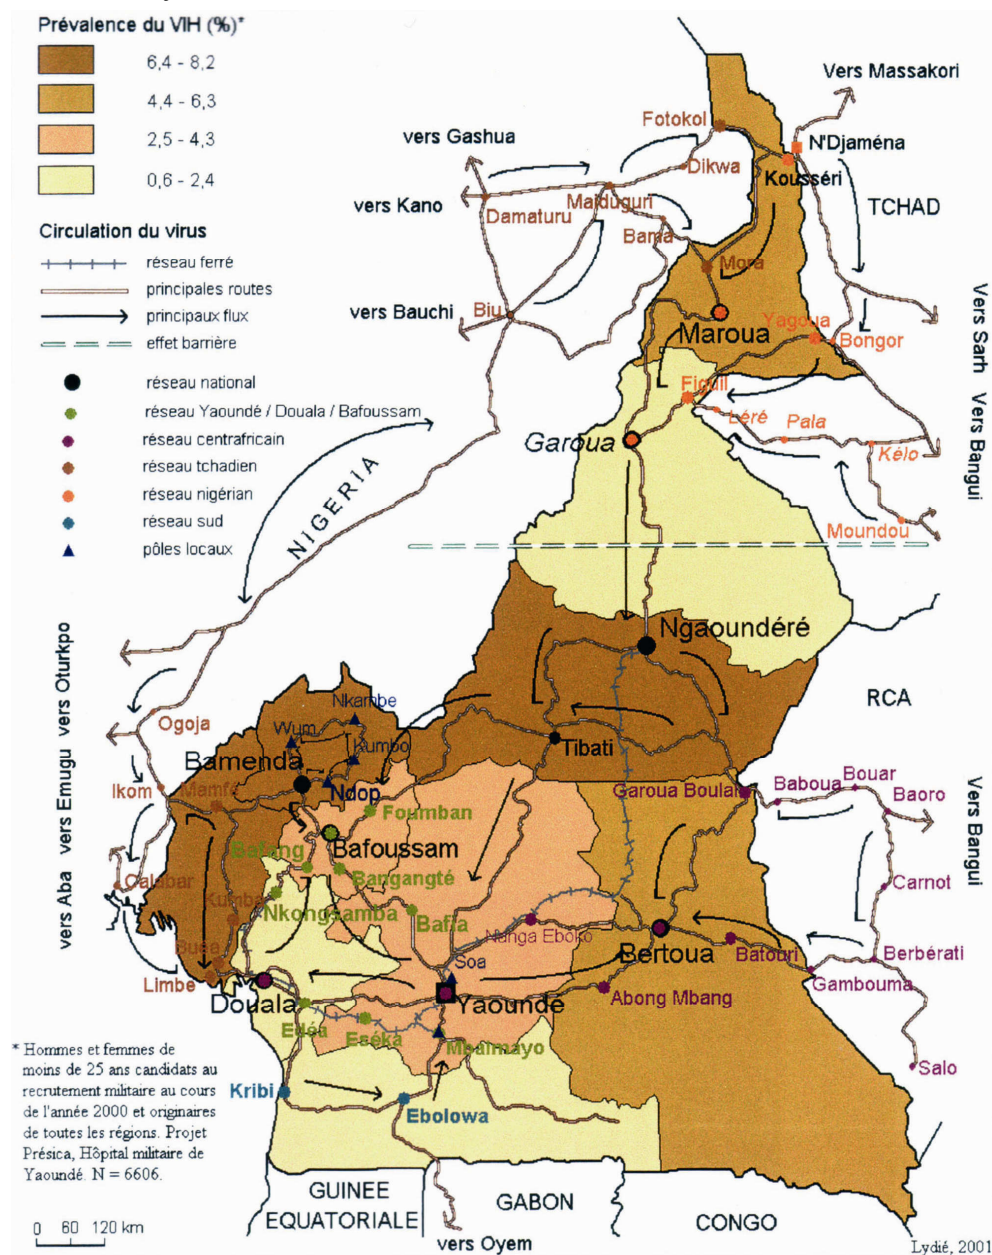 Prévalence du VIH (%)*
6,4 - 8,2
4,4 - 6,3
2,5 - 4,3
0,6 - 2,4
Circulation du virus
réseau ferré
principales routes
principaux flux
effet barrière
réseau national
réseau Yaoundé / Douala / Bafoussam
réseau centrafricain
réseau tchadien
réseau nigérian
réseau sud
pôles locaux
Vers Massakori
vers Gashua
Fotokol
N'Djaména
Dikwa
Kousséri
vers Kano
Damaturu
Maiduguri
TCHAD
Bama
Mora
vers Bauchi
Biu
Maroua
Yagoua
Bongor
Vers Sarh
Figuil
Léré
Pala
Garoua
Kélo
Vers Bangui
NIGERIA
Moundou
Ngaoundéré
vers Aba vers Emugu vers Oturkpo
RCA
Nkambe
Ogoja
Wum
Kumbo
Tibati
Bamenda
Ikom
Mamfé
Ndop
Garoua Boulaï
Baboua
Bouar
Baoro
Foumban
Vers Bangui
Bafoussam
Bafang
Bangangté
Calabar
Carnot
Nkongsamba
Kumba
Bafia
Nanga Eboko
Bertoua
Batouri
Berbérati
Buea
Soa
Gambouma
Limbe
Douala
Yaoundé
Abong Mbang
Edéa
Eséka
Mbalmayo
Salo
Kribi
Ebolowa
* Hommes et femmes de
moins de 25 ans candidats au
recrutement militaire au cours
de l'année 2000 et originaires
de toutes les régions. Projet
Présica, Hôpital militaire de
Yaoundé. N = 6606.
GUINEE
EQUATORIALE
GABON
CONGO
0 60 120 km
vers Oyem
Lydié, 2001